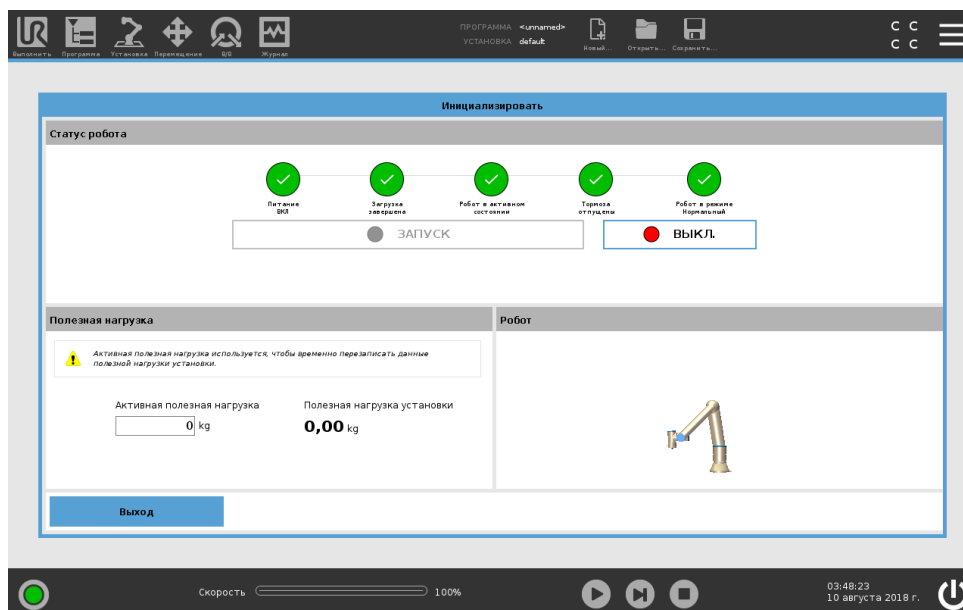 UR
ПРОГРАММА <unnamed>
УСТАНОВКА default
C C
C C
Выполнить Программа Установка Перемещение В/В Журнал
Новый... Открыть... Сохранить...
Инициализировать
Статус робота
Питание ВКЛ
Загрузка завершена
Робот в активном состоянии
Тормоза отпущены
Робот в режиме Нормальный
ЗАПУСК
ВЫКЛ.
Полезная нагрузка
Робот
Активная полезная нагрузка используется, чтобы временно перезаписать данные
полезной нагрузки установки.
Активная полезная нагрузка
Полезная нагрузка установки
0 kg
0,00 kg
Выход
Скорость 100%
03:48:23
10 августа 2018 г.